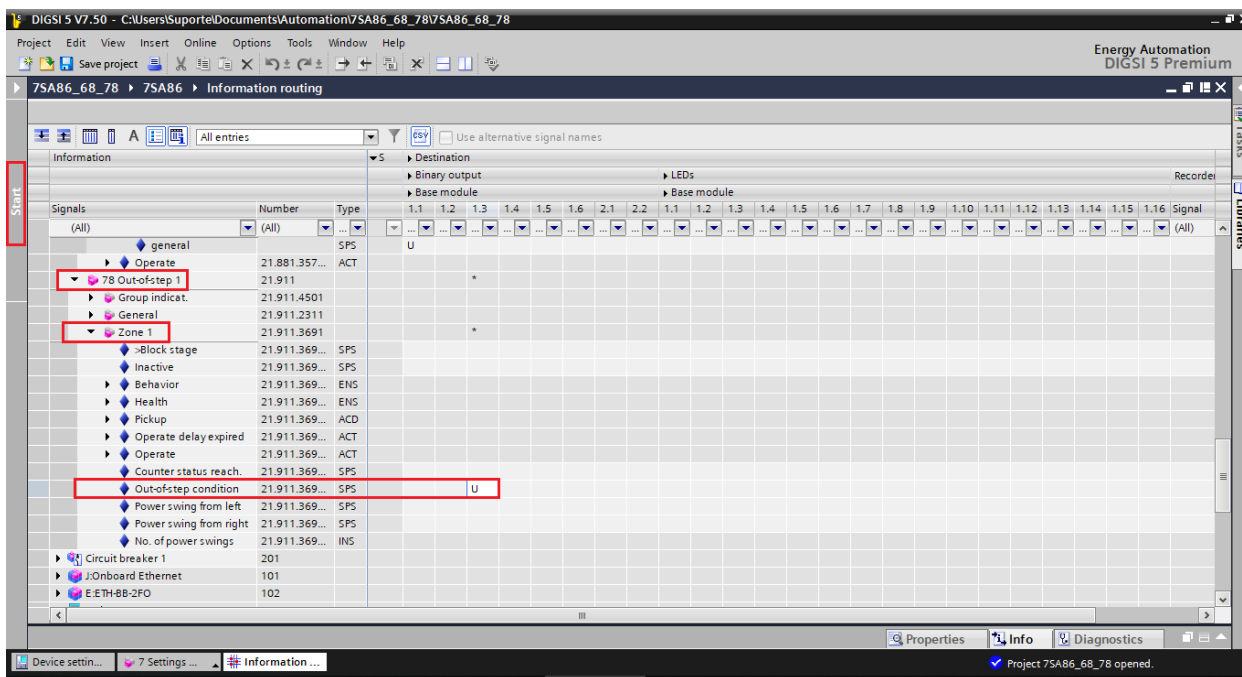 DIGSI 5 V7.50 - C:\Users\Suporte\Documents\Automation\7SA86_68_78\7SA86_68_78
Project Edit View Insert Online Options Tools Window Help
Energy Automation
DIGSI 5 Premium
Save project
7SA86_68_78 7SA86 Information routing
A All entries csv Use alternative signal names
Tasks
Libraries
Start
Information S Destination
Binary output LEDs Recorder
Base module Base module
Signals Number Type 1.1 1.2 1.3 1.4 1.5 1.6 2.1 2.2 1.1 1.2 1.3 1.4 1.5 1.6 1.7 1.8 1.9 1.10 1.11 1.12 1.13 1.14 1.15 1.16 Signal
(All) (All) ... ... ... ... ... ... ... ... ... ... ... ... ... ... ... ... ... ... ... ... ... ... ... ... ... (All)
general SPS U
Operate 21.881.357... ACT
78 Out-of-step 1 21.911 *
Group indicat. 21.911.4501
General 21.911.2311
Zone 1 21.911.3691 *
>Block stage 21.911.369... SPS
Inactive 21.911.369... SPS
Behavior 21.911.369... ENS
Health 21.911.369... ENS
Pickup 21.911.369... ACD
Operate delay expired 21.911.369... ACT
Operate 21.911.369... ACT
Counter status reach. 21.911.369... SPS
Out-of-step condition 21.911.369... SPS U
Power swing from left 21.911.369... SPS
Power swing from right 21.911.369... SPS
No. of power swings 21.911.369... INS
Circuit breaker 1 201
J:Onboard Ethernet 101
E:ETH-BB-2FO 102
Properties Info Diagnostics
Device settin... 7 Settings ... Information ... Project 7SA86_68_78 opened.